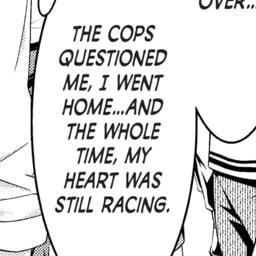 OVER...
THE COPS
QUESTIONED
ME, I WENT
HOME...AND
THE WHOLE
TIME, MY
HEART WAS
STILL RACING.